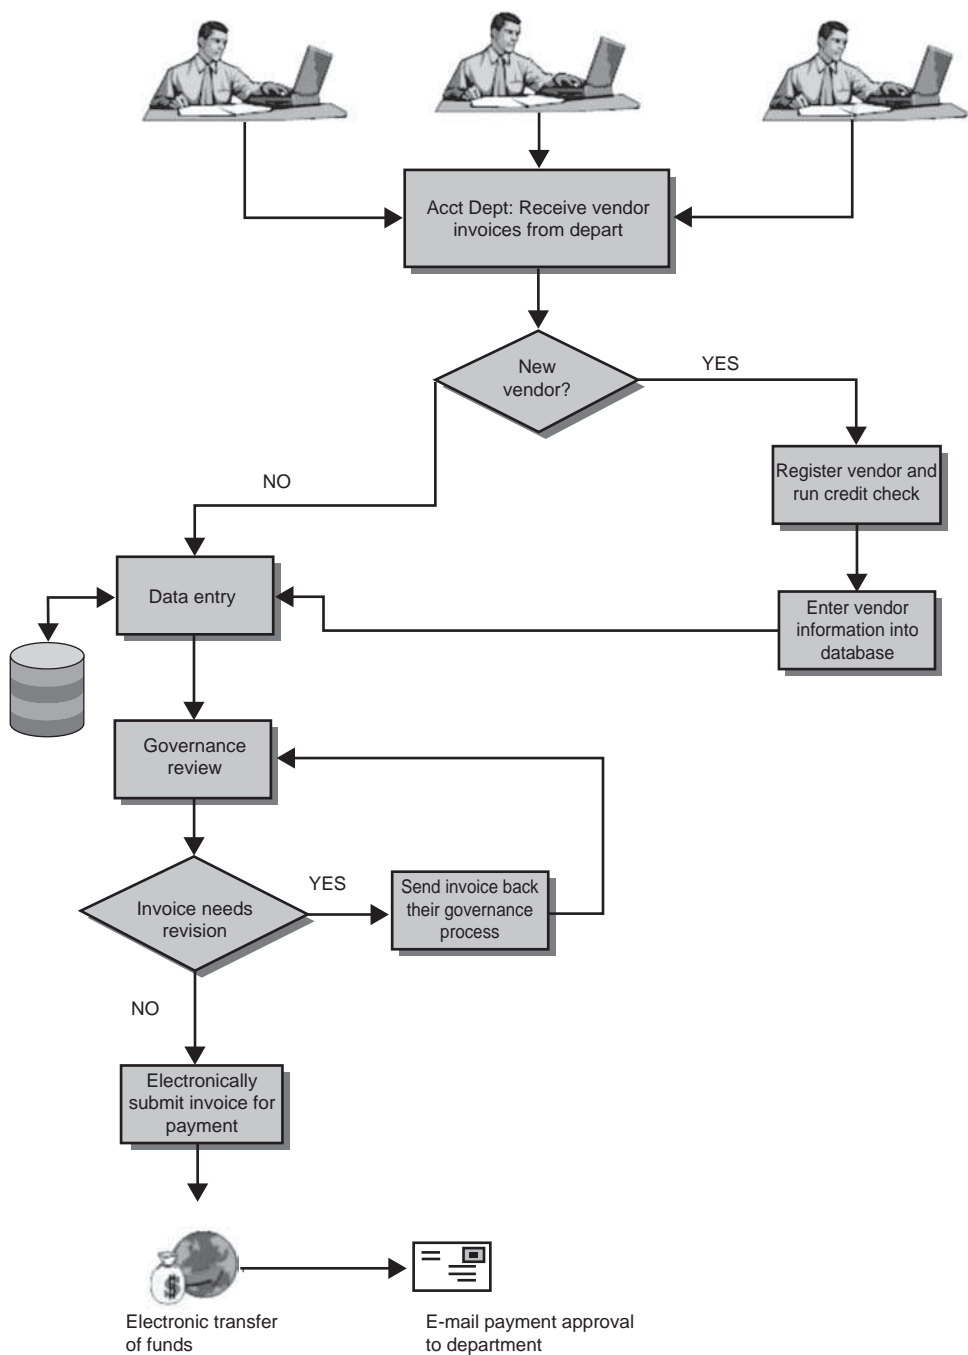 Acct Dept: Receive vendor
invoices from depart
New
vendor?
YES
Register vendor and
run credit check
NO
Data entry
Enter vendor
information into
database
Governance
review
Invoice needs
revision
YES
Send invoice back
their governance
process
NO
Electronically
submit invoice for
payment
$
Electronic transfer
of funds
E-mail payment approval
to department